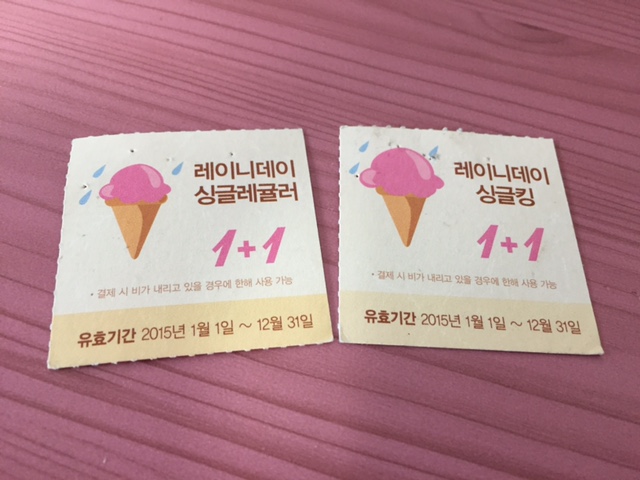 레이니데이
싱글레귤러
1+1
• 결제 시 비가 내리고 있을 경우에 한해 사용 가능
유효기간 2015년 1월 1일 ~ 12월 31일
레이니데이
싱글킹
1+1
• 결제 시 비가 내리고 있을 경우에 한해 사용 가능
유효기간 2015년 1월 1일 ~ 12월 31일